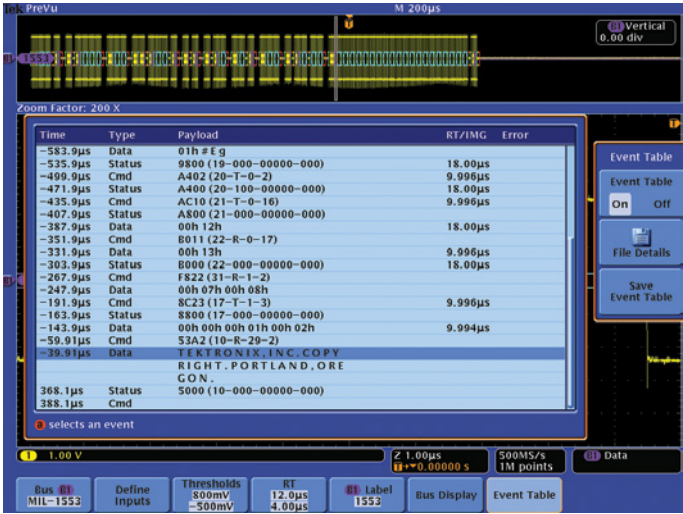 Tek PreVu M 200µs
B1 Vertical
0.00 div
B1 1553
Zoom Factor: 200 X
Time Type Payload RT/IMG Error
-583.9µs Data 01h # E g
-535.9µs Status 9800 (19-000-00000-000) 18.00µs
-499.9µs Cmd A402 (20-T-0-2) 9.996µs
-471.9µs Status A400 (20-100-00000-000) 18.00µs
-435.9µs Cmd AC10 (21-T-0-16) 9.996µs
-407.9µs Status A800 (21-000-00000-000)
-387.9µs Data 00h 12h 18.00µs
-351.9µs Cmd B011 (22-R-0-17)
-331.9µs Data 00h 13h 9.996µs
-303.9µs Status B000 (22-000-00000-000) 18.00µs
-267.9µs Cmd F822 (31-R-1-2)
-247.9µs Data 00h 07h 00h 08h
-191.9µs Cmd 8C23 (17-T-1-3) 9.996µs
-163.9µs Status 8800 (17-000-00000-000)
-143.9µs Data 00h 00h 00h 01h 00h 02h 9.994µs
-59.91µs Cmd 53A2 (10-R-29-2)
-39.91µs Data T E K T R O N I X , I N C . C O P Y
R I G H T . P O R T L A N D , O R E
G O N .
368.1µs Status 5000 (10-000-00000-000)
388.1µs Cmd
a selects an event
Event Table
Event Table
On Off
File Details
Save
Event Table
1 1.00 V
Z 1.00µs
0.00000 s
500MS/s
1M points
B1 Data
Bus B1
MIL-1553
Define
Inputs
Thresholds
800mV
-500mV
RT
12.0µs
4.00µs
B1 Label
1553
Bus Display
Event Table